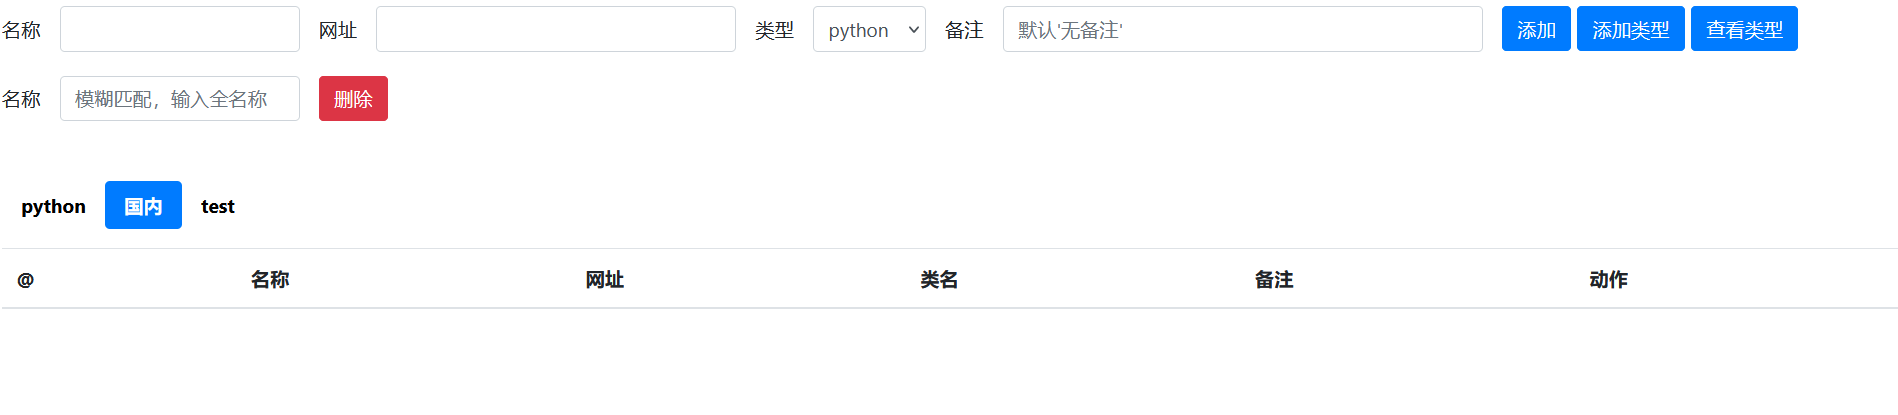 名称 网址 类型 python 备注 默认'无备注' 添加 添加类型 查看类型
名称 模糊匹配，输入全名称 删除
python 国内 test
@ 名称 网址 类名 备注 动作